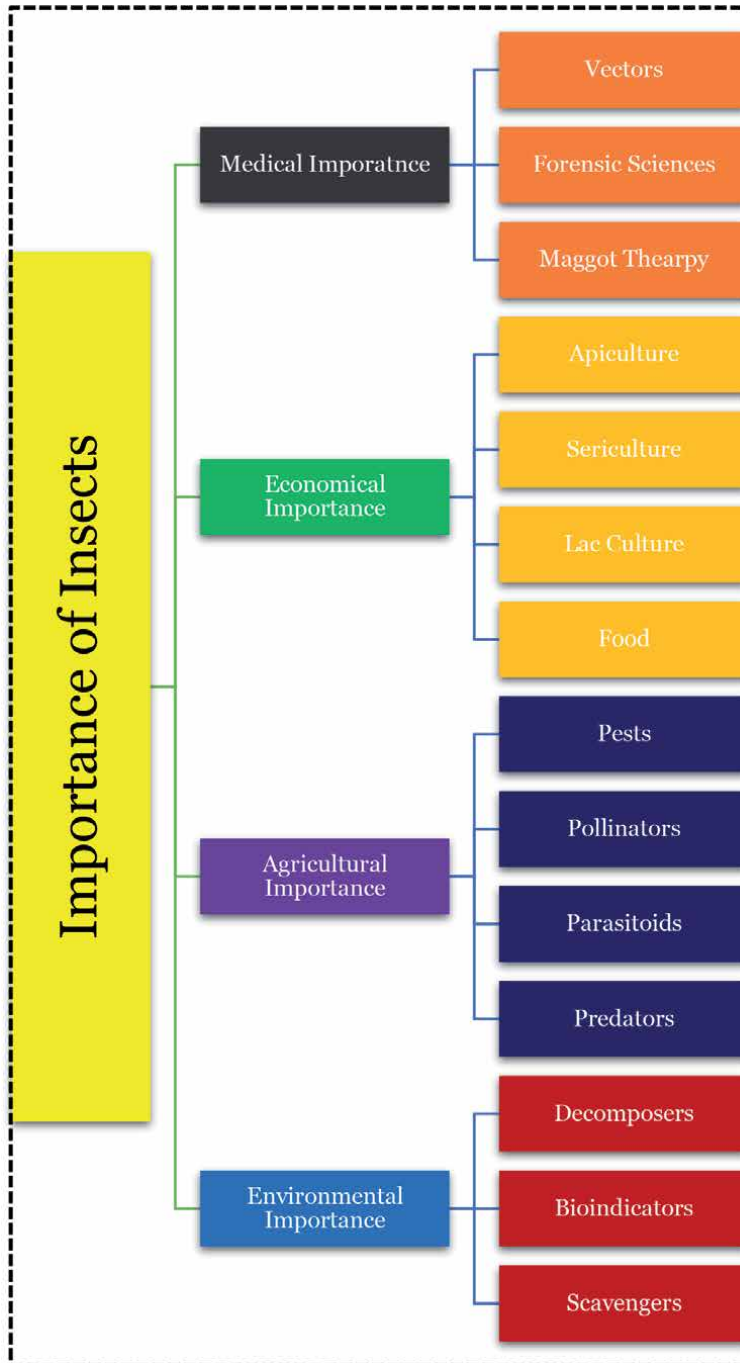 Importance of Insects
Medical Imporatnce
Vectors
Forensic Sciences
Maggot Thearpy
Economical
Importance
Apiculture
Sericulture
Lac Culture
Food
Agricultural
Importance
Pests
Pollinators
Parasitoids
Predators
Environmental
Importance
Decomposers
Bioindicators
Scavengers